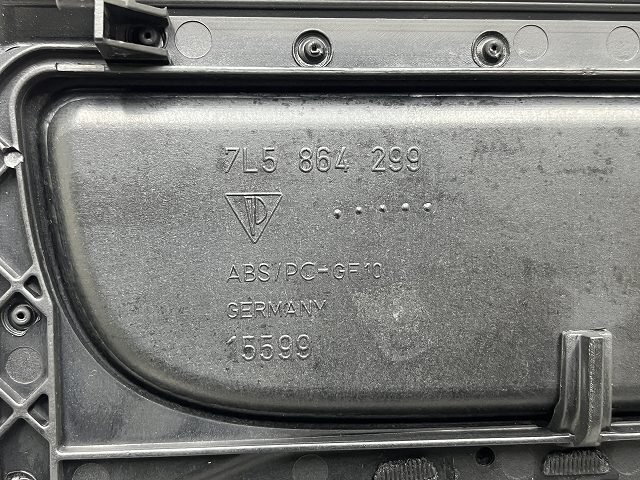 7L5 864 299
ABS/PC-GF10
GERMANY
15599